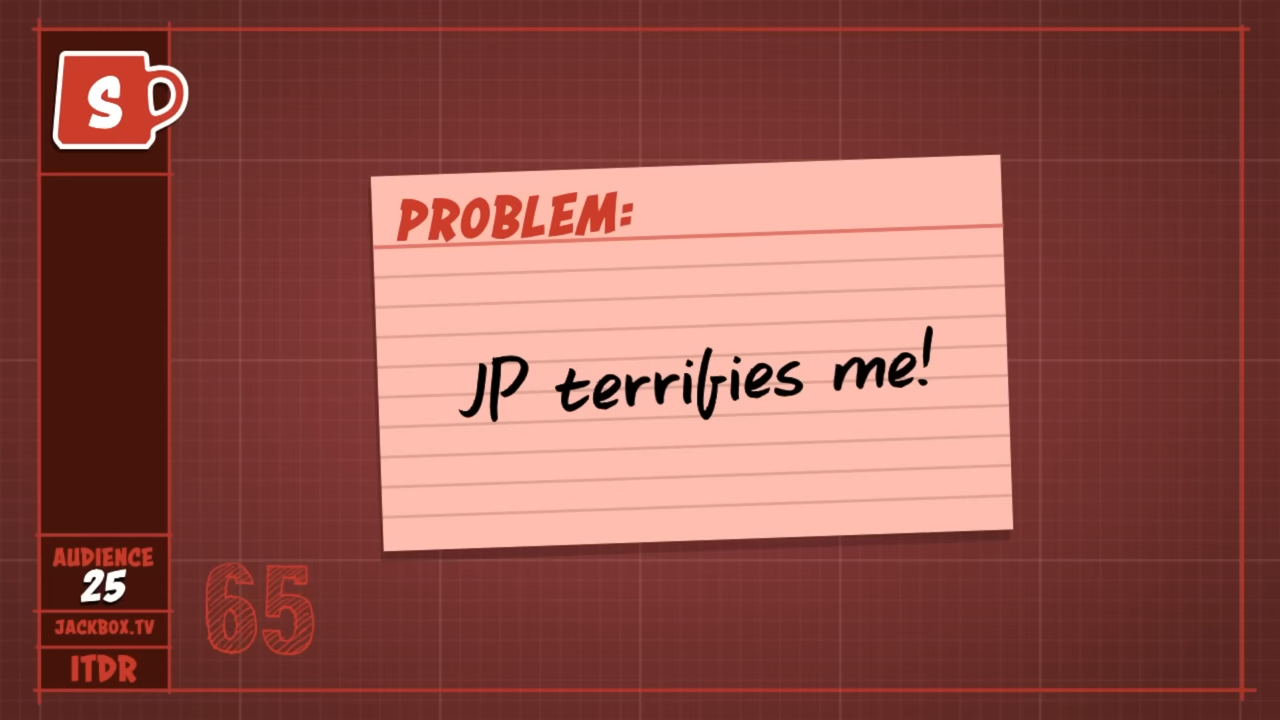 S
PROBLEM:
JP terrifies me!
AUDIENCE
25
JACKBOX.TV
ITDR
65